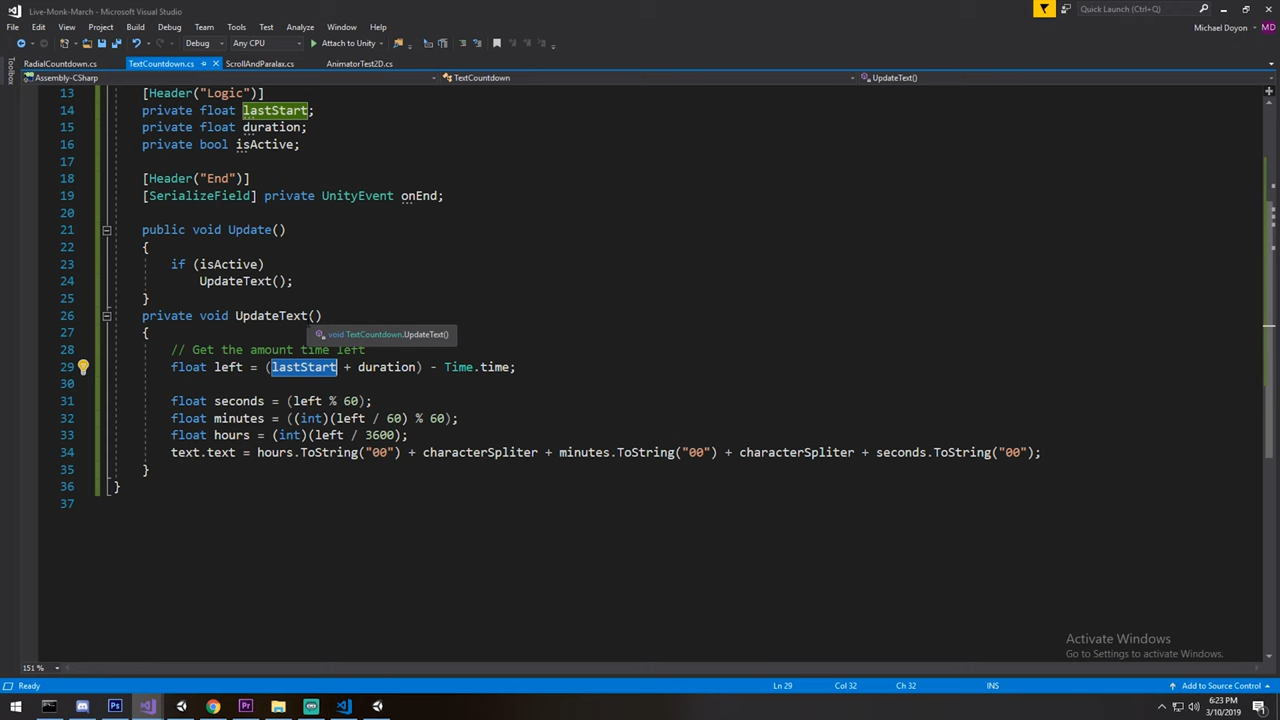 Live-Monk-March - Microsoft Visual Studio
Quick Launch (Ctrl+Q)
File Edit View Project Build Debug Team Tools Test Analyze Window Help
Michael Doyon MD
Debug Any CPU Attach to Unity
RadialCountdown.cs TextCountdown.cs ScrollAndParalax.cs AnimatorTest2D.cs
Assembly-CSharp TextCountdown UpdateText()
Toolbox
13 [Header("Logic")]
14 private float lastStart;
15 private float duration;
16 private bool isActive;
17
18 [Header("End")]
19 [SerializeField] private UnityEvent onEnd;
20
21 public void Update()
22 {
23 if (isActive)
24 UpdateText();
25 }
26 private void UpdateText()
27 {
void TextCountdown.UpdateText()
28 // Get the amount time left
29 float left = (lastStart + duration) - Time.time;
30
31 float seconds = (left % 60);
32 float minutes = ((int)(left / 60) % 60);
33 float hours = (int)(left / 3600);
34 text.text = hours.ToString("00") + characterSpliter + minutes.ToString("00") + characterSpliter + seconds.ToString("00");
35 }
36 }
37
Activate Windows
Go to Settings to activate Windows.
151 %
Ready Ln 29 Col 32 Ch 32 INS Add to Source Control
Ps Pr
6:23 PM
3/10/2019